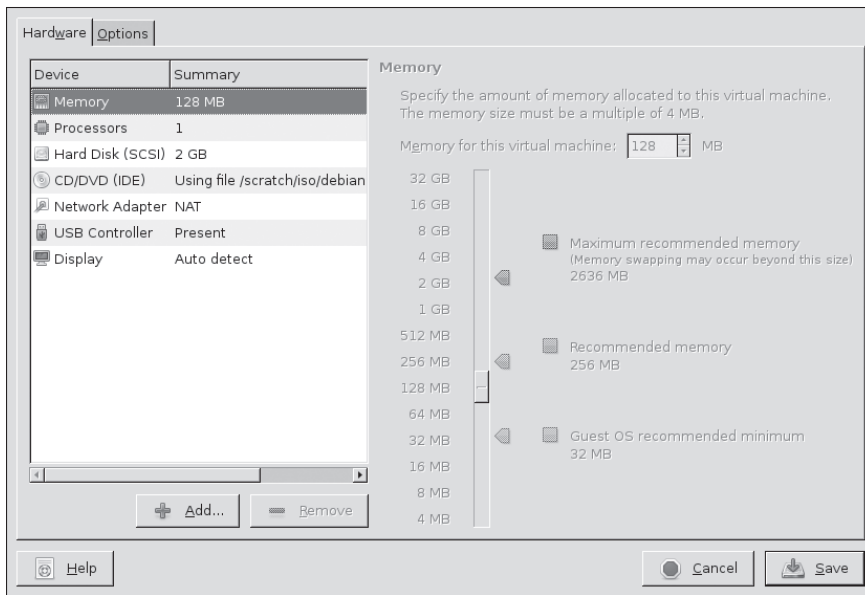 Hardware Options
Device Summary
Memory 128 MB
Processors 1
Hard Disk (SCSI) 2 GB
CD/DVD (IDE) Using file /scratch/iso/debian
Network Adapter NAT
USB Controller Present
Display Auto detect
Add...
Remove
Memory
Specify the amount of memory allocated to this virtual machine.
The memory size must be a multiple of 4 MB.
Memory for this virtual machine: 128 MB
32 GB
16 GB
8 GB
4 GB
2 GB
1 GB
512 MB
256 MB
128 MB
64 MB
32 MB
16 MB
8 MB
4 MB
Maximum recommended memory
(Memory swapping may occur beyond this size)
2636 MB
Recommended memory
256 MB
Guest OS recommended minimum
32 MB
Help
Cancel
Save